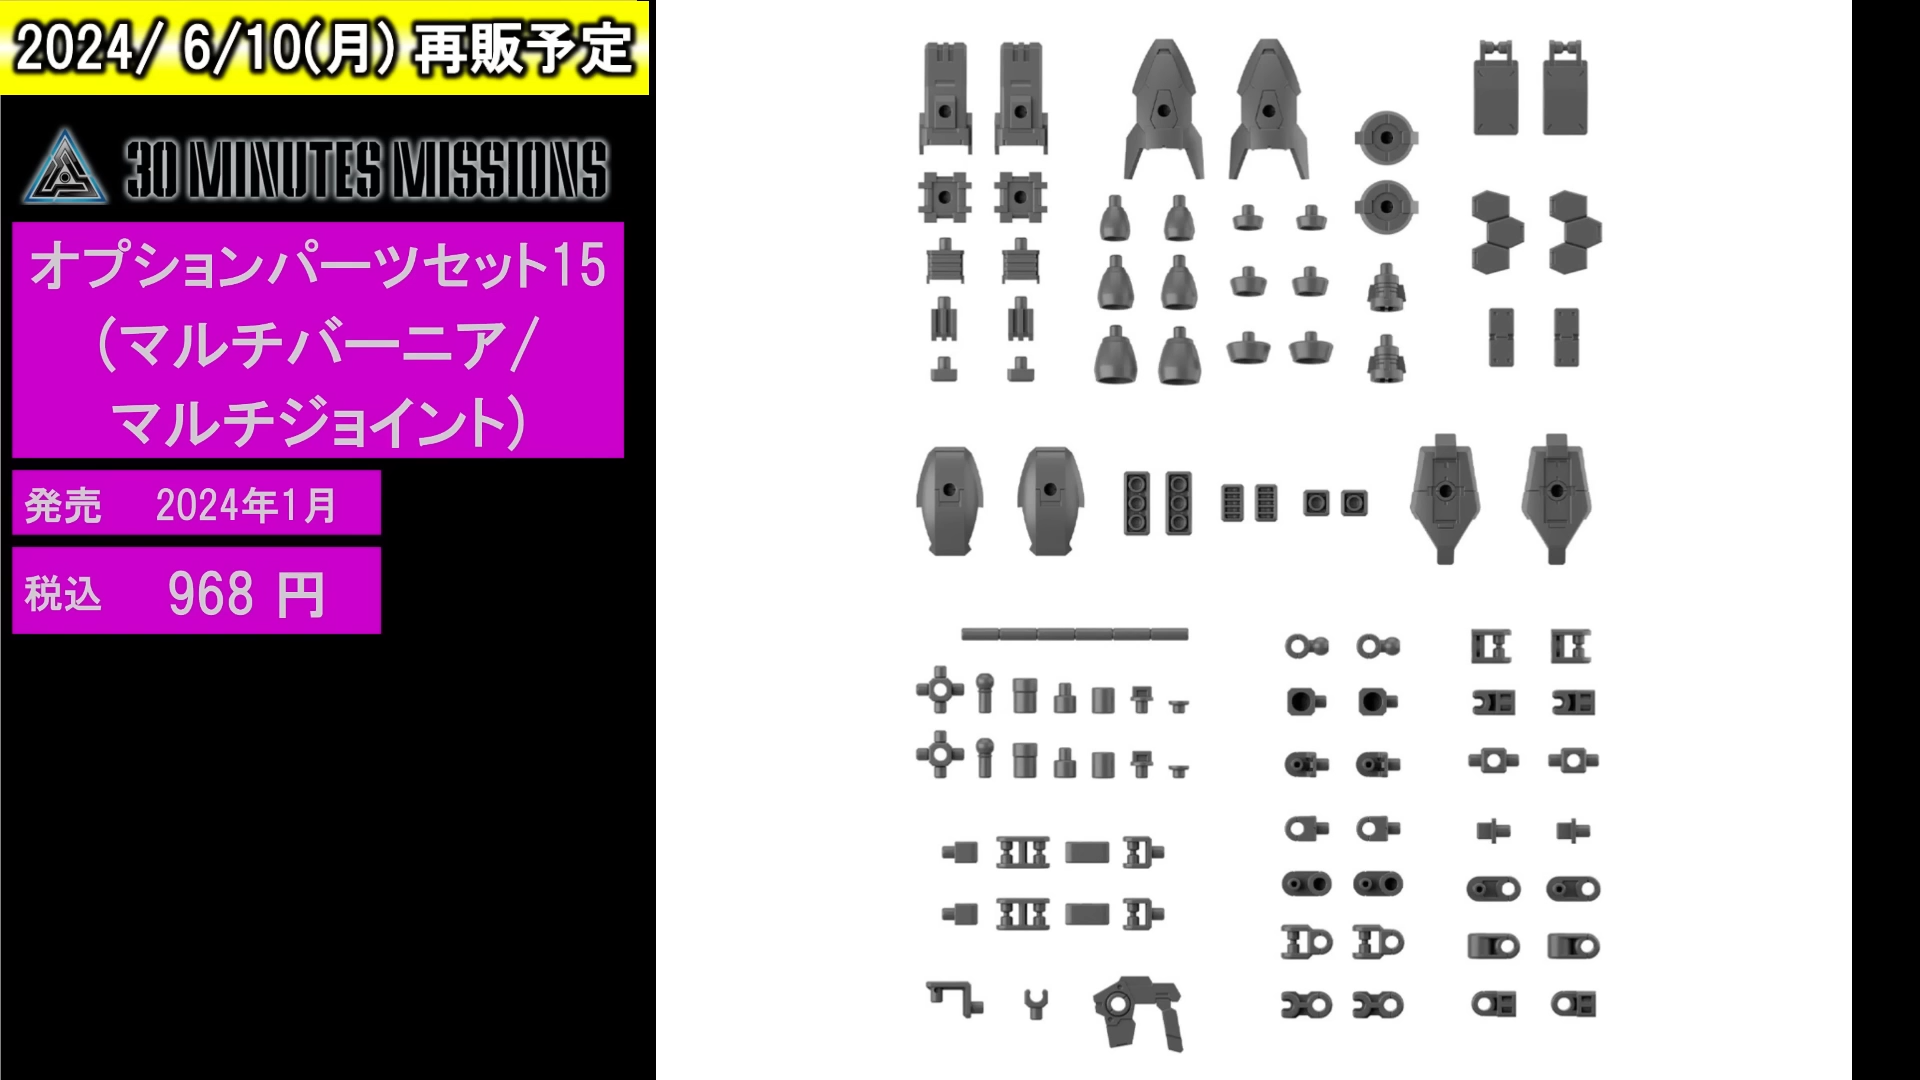 2024/ 6/10(月) 再販予定
30 MINUTES MISSIONS
オプションパーツセット15
(マルチバーニア/
マルチジョイント)
発売 2024年1月
税込 968 円